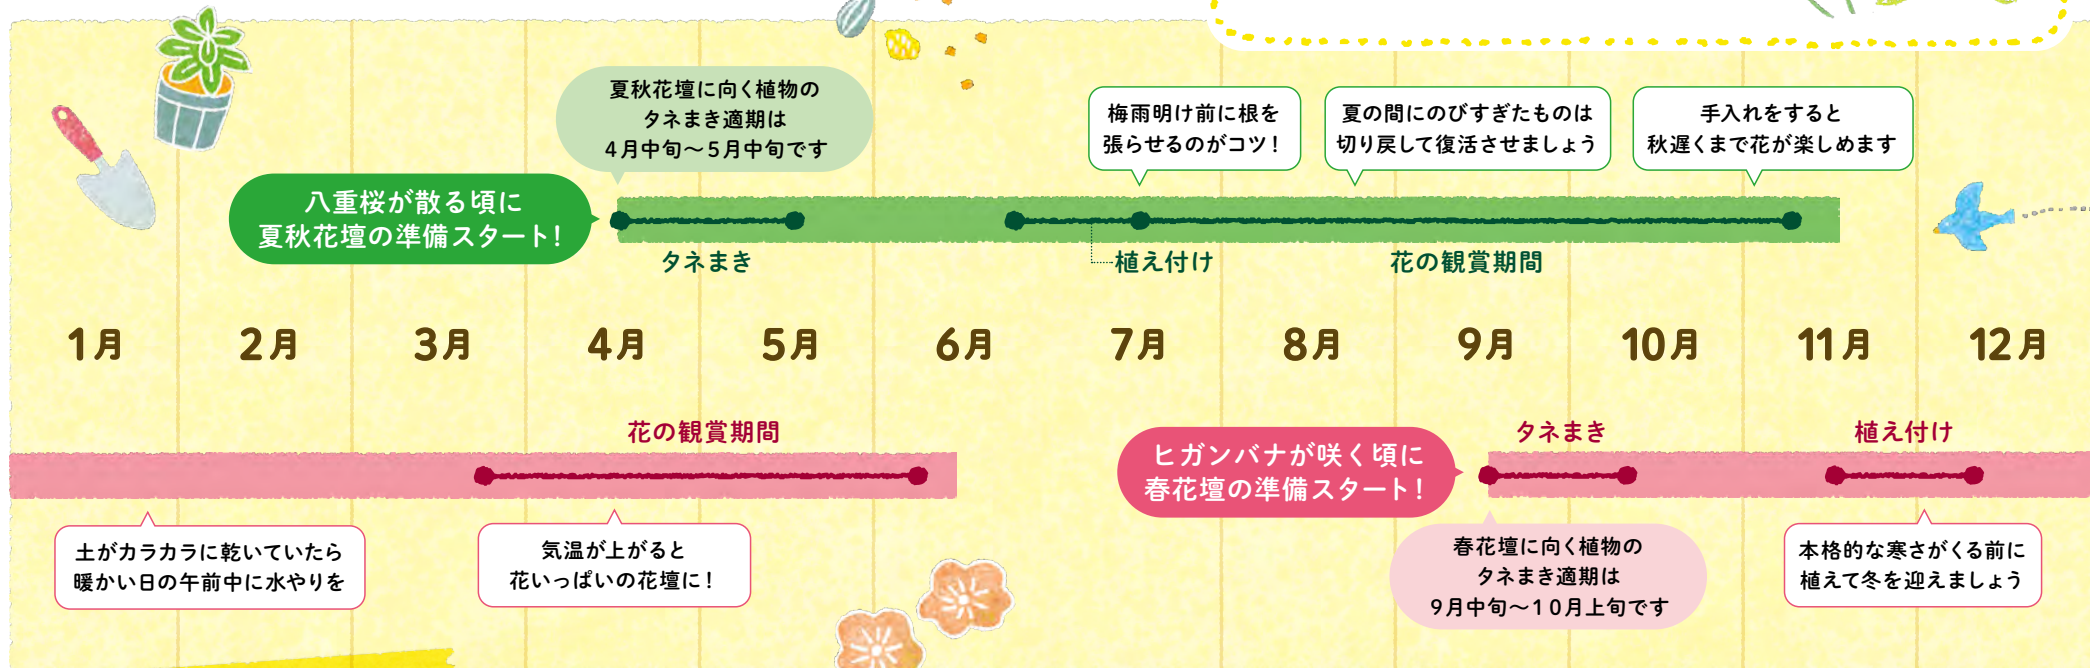 夏秋花壇に向く植物の
タネまき適期は
4月中旬～5月中旬です
梅雨明け前に根を
張らせるのがコツ！
夏の間にのびすぎたものは
切り戻して復活させましょう
手入れをすると
秋遅くまで花が楽しめます
八重桜が散る頃に
夏秋花壇の準備スタート！
タネまき
植え付け
花の観賞期間
1月
2月
3月
4月
5月
6月
7月
8月
9月
10月
11月
12月
花の観賞期間
ヒガンバナが咲く頃に
春花壇の準備スタート！
タネまき
植え付け
土がカラカラに乾いていたら
暖かい日の午前中に水やりを
気温が上がると
花いっぱいの花壇に！
春花壇に向く植物の
タネまき適期は
9月中旬～10月上旬です
本格的な寒さがくる前に
植えて冬を迎えましょう